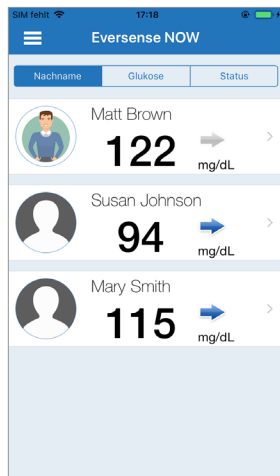 SIM fehlt 17:18
Eversense NOW
Nachname Glukose Status
Matt Brown
122 mg/dL
Susan Johnson
94 mg/dL
Mary Smith
115 mg/dL